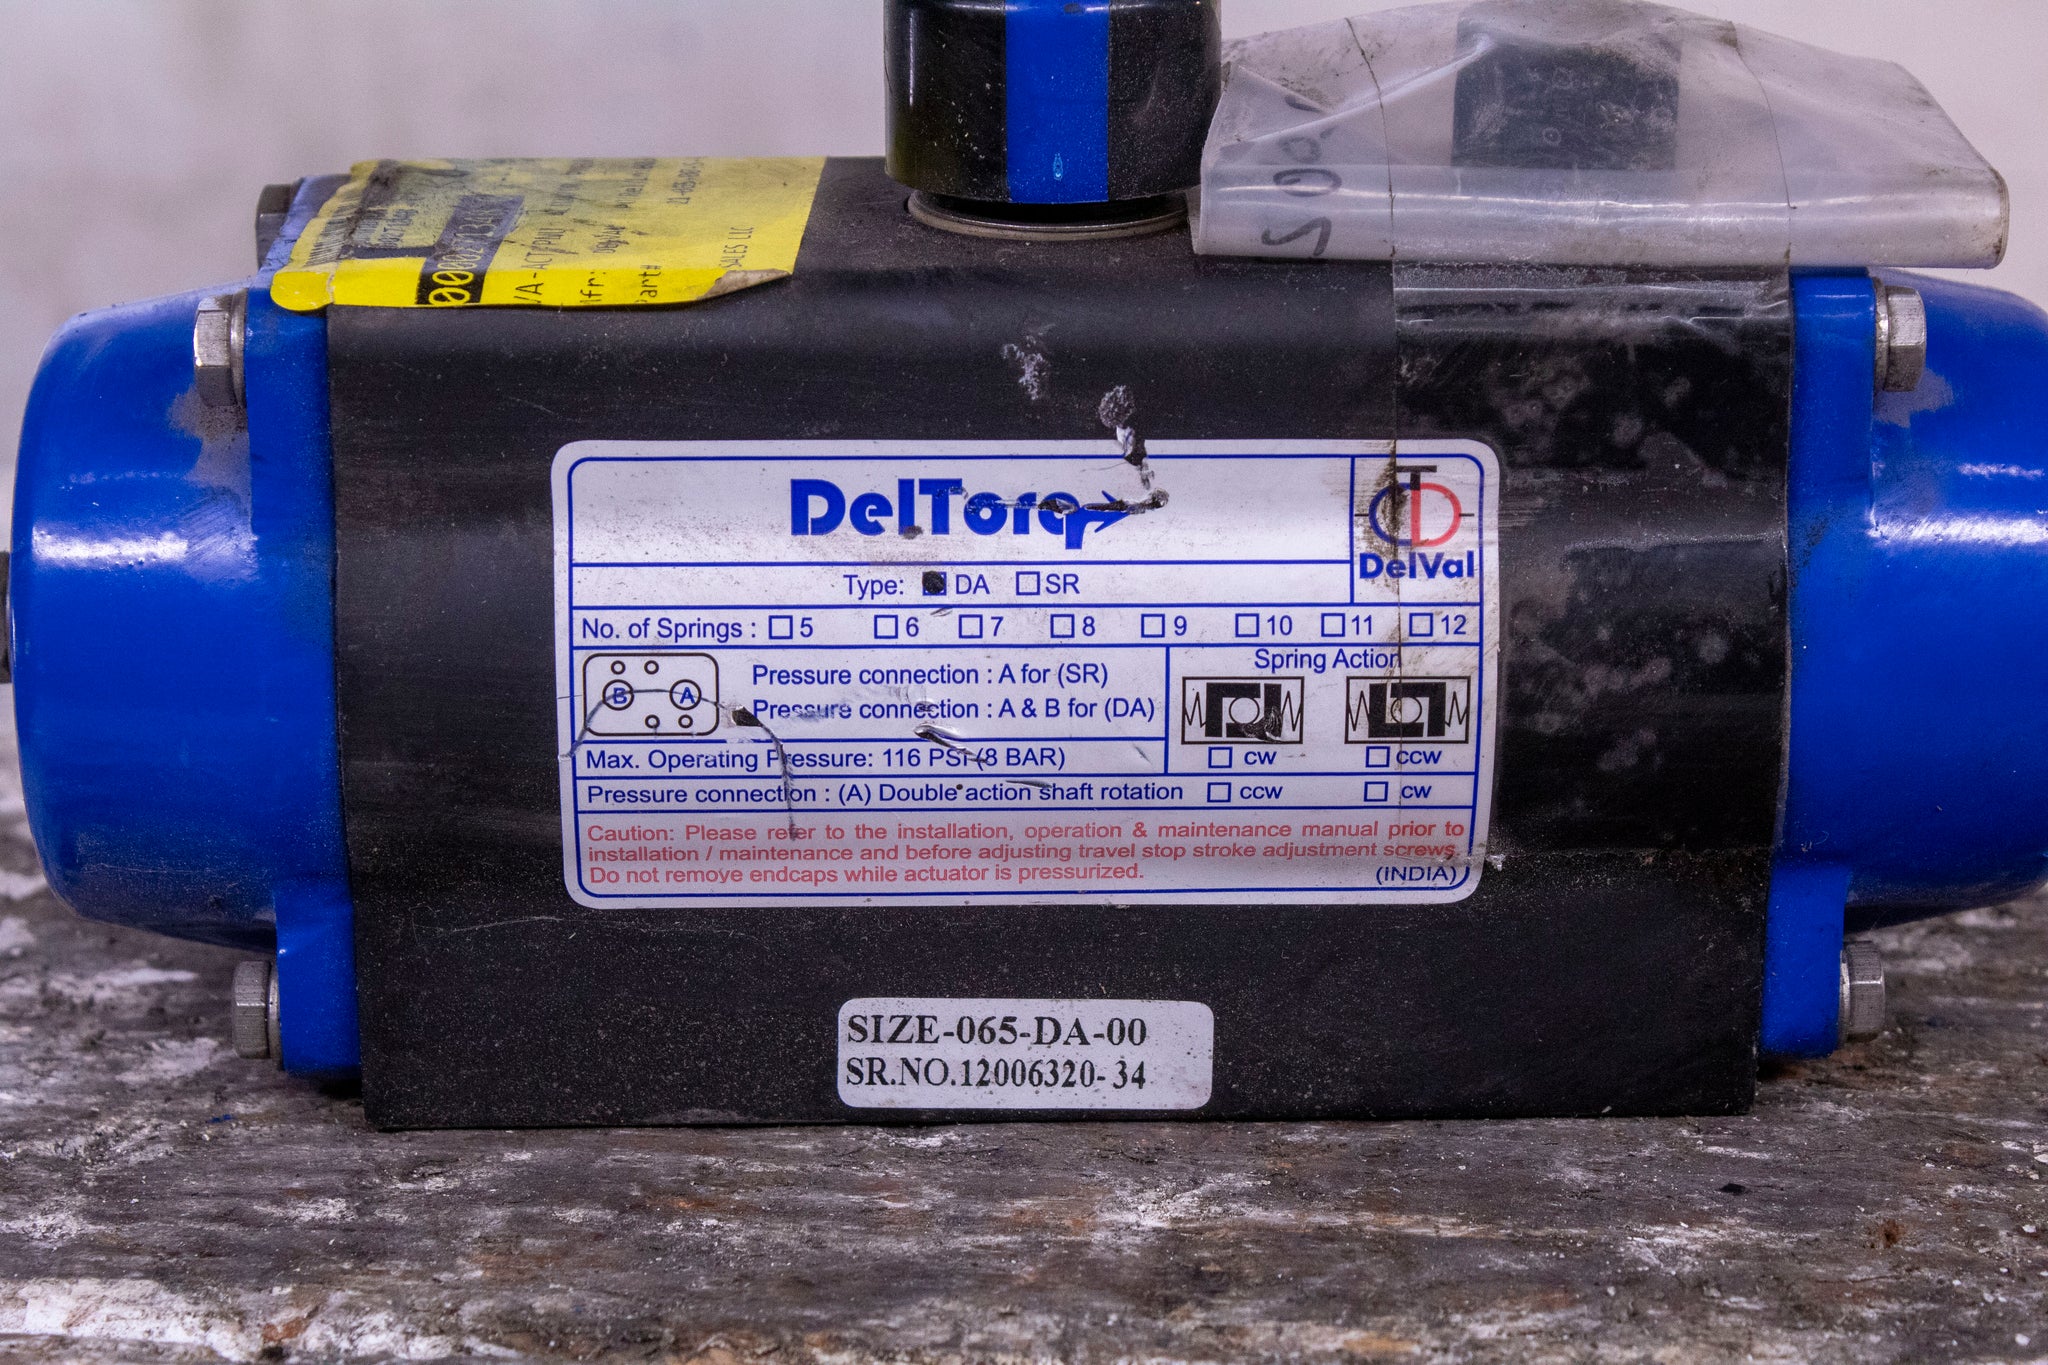 SALES LLC
Part#
DelTorq
DelVal
Type: DA SR
No. of Springs : 5 6 7 8 9 10 11 12
B A
Pressure connection : A for (SR)
Pressure connection : A & B for (DA)
Spring Action
CW CCW
Max. Operating Pressure: 116 PSI (8 BAR)
Pressure connection : (A) Double action shaft rotation CCW CW
Caution: Please refer to the installation, operation & maintenance manual prior to
installation / maintenance and before adjusting travel stop stroke adjustment screws.
Do not remove endcaps while actuator is pressurized.
(INDIA)
SIZE-065-DA-00
SR.NO.12006320- 34